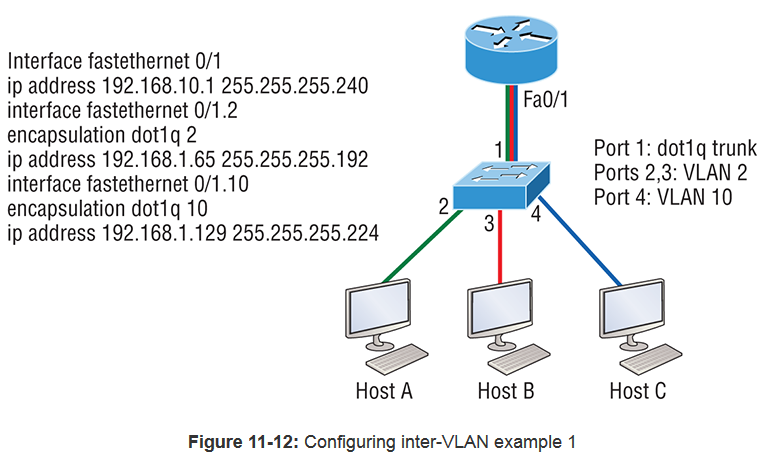 Interface fastethernet 0/1
ip address 192.168.10.1 255.255.255.240
interface fastethernet 0/1.2
encapsulation dot1q 2
ip address 192.168.1.65 255.255.255.192
interface fastethernet 0/1.10
encapsulation dot1q 10
ip address 192.168.1.129 255.255.255.224
Fa0/1
1
2
3
4
Port 1: dot1q trunk
Ports 2,3: VLAN 2
Port 4: VLAN 10
Host A
Host B
Host C
Figure 11-12: Configuring inter-VLAN example 1